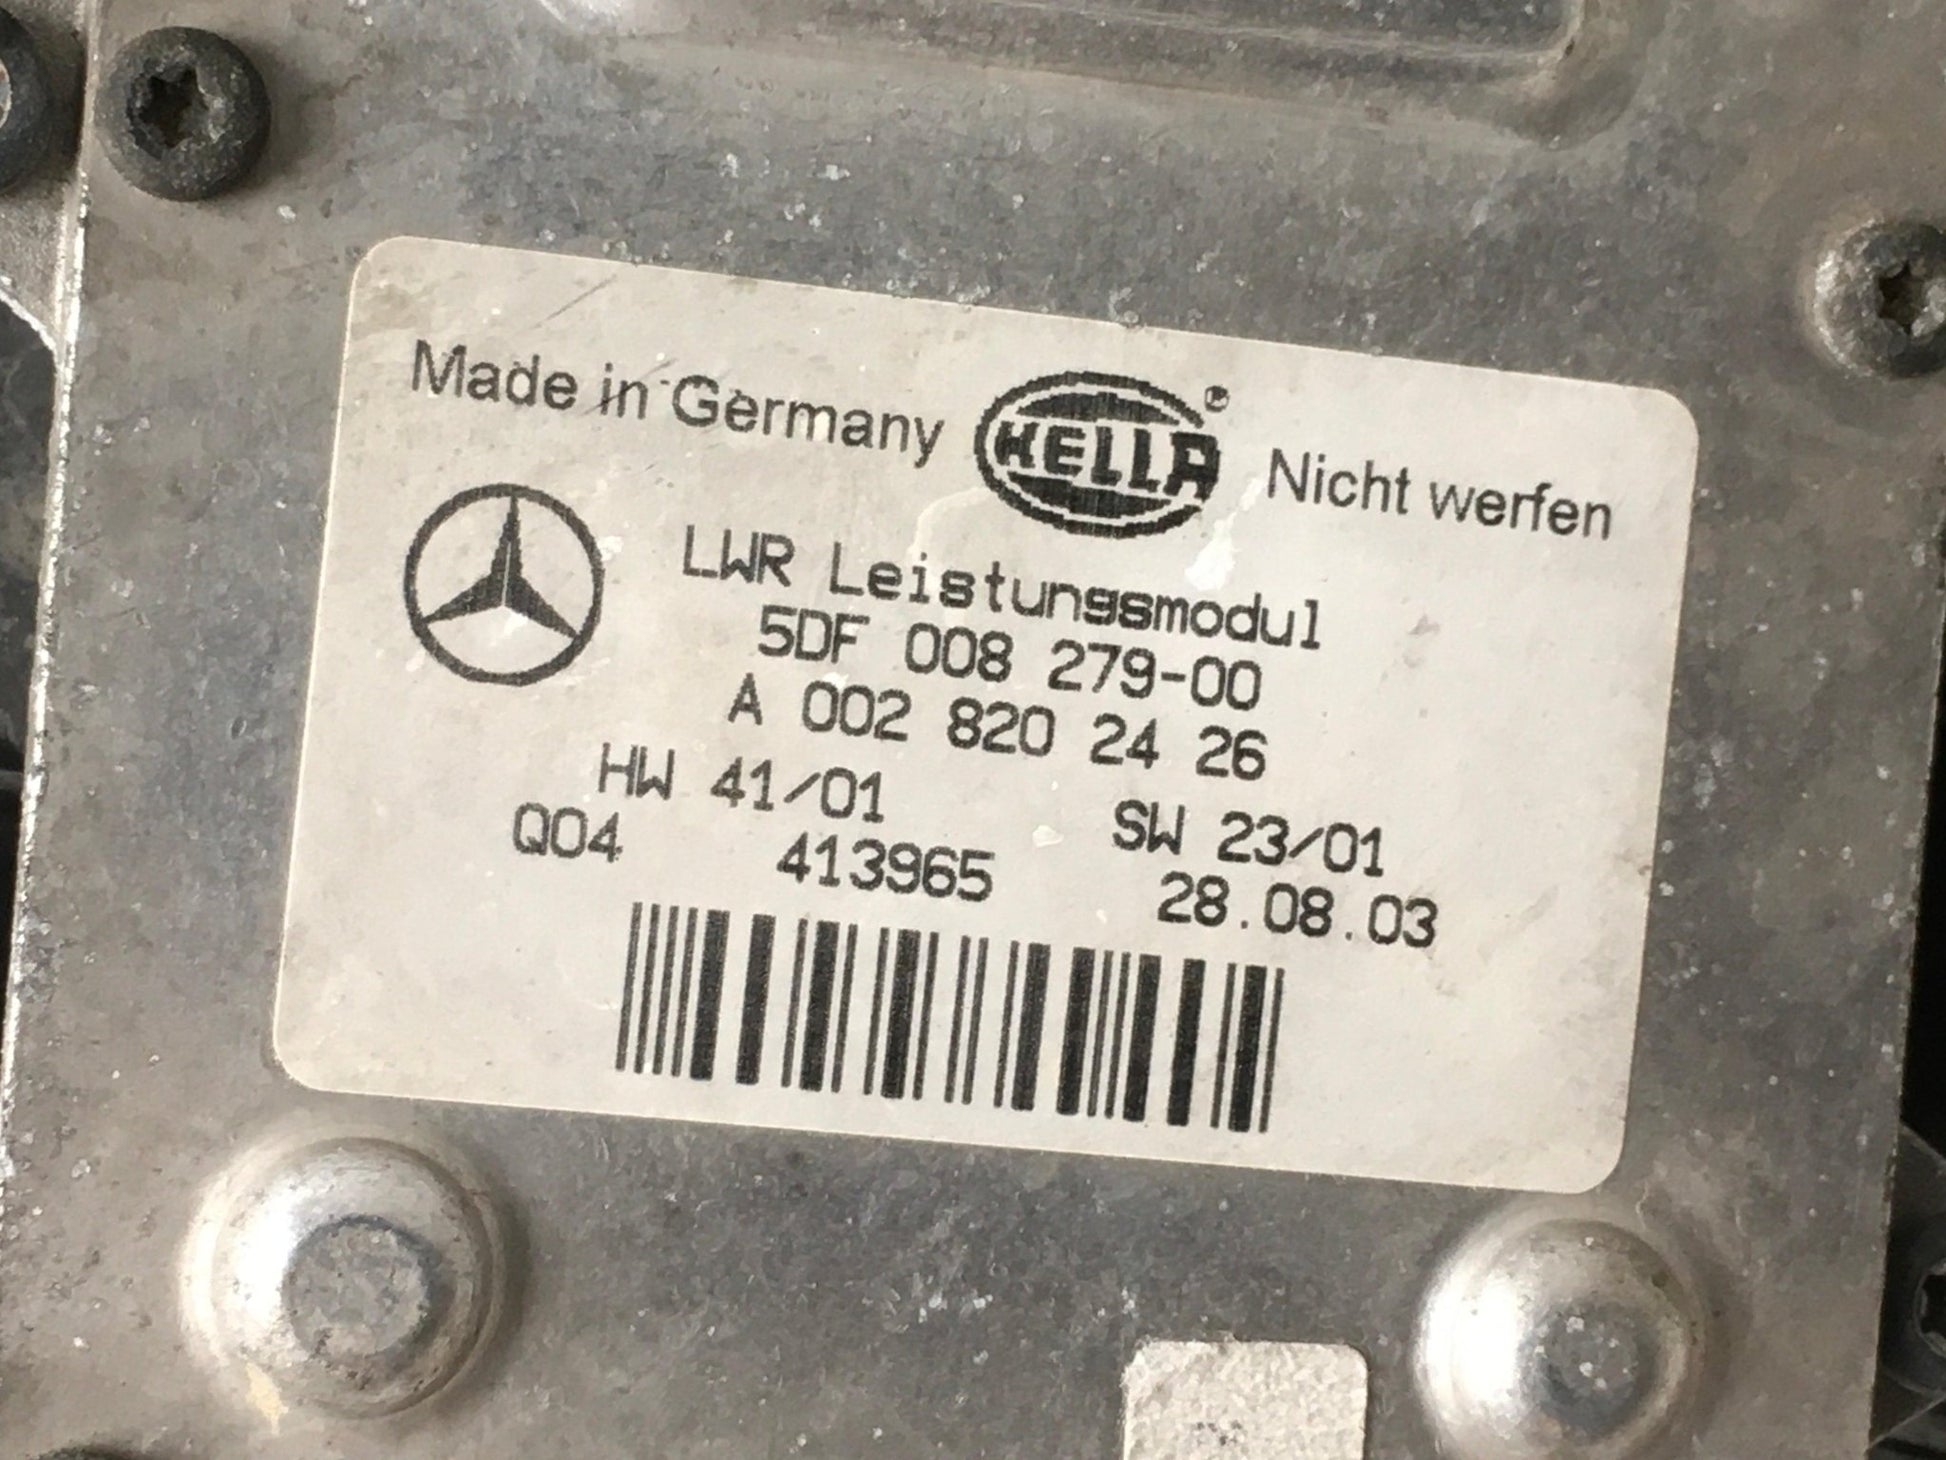 Made in Germany HELLA® Nicht werfen
LWR Leistungsmodul
5DF 008 279-00
A 002 820 24 26
HW 41/01 SW 23/01
Q04 413965 28.08.03